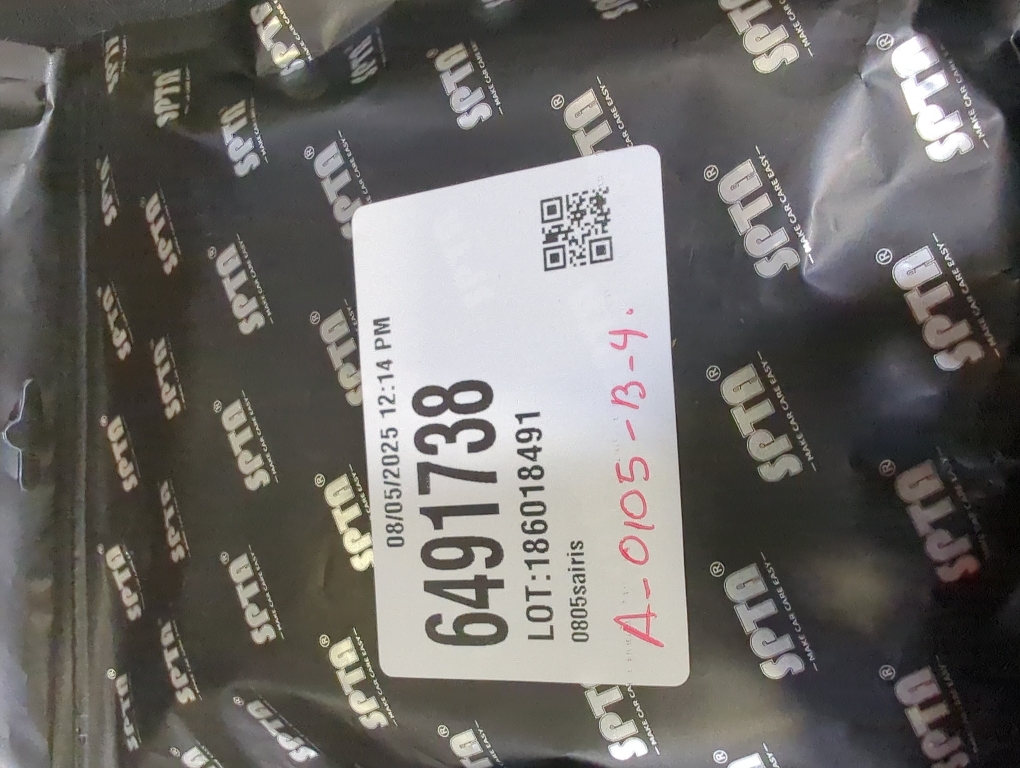 08/05/2025 12:14 PM
6491738
LOT:186018491
0805sairis
A-0105-B-4.
SPTA®
MAKE CAR CARE EASY